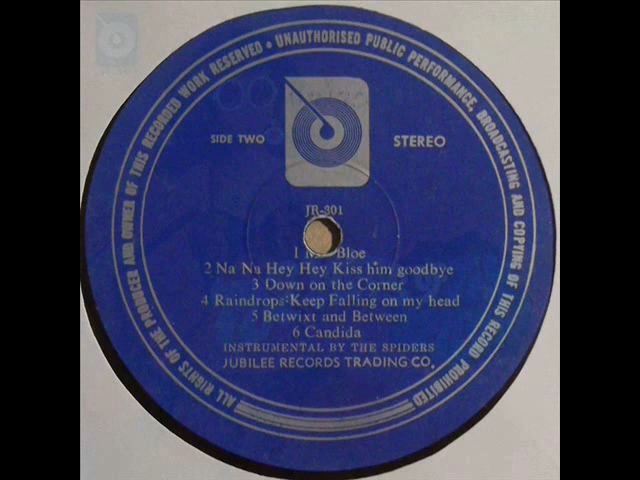 ALL RIGHTS OF THE PRODUCER AND OWNER OF THIS RECORDED WORK RESERVED • UNAUTHORISED PUBLIC PERFORMANCE, BROADCASTING AND COPYING OF THIS RECORD PROHIBITED
SIDE TWO
STEREO
JR-301
1 Bloe
2 Na Na Hey Hey Kiss him goodbye
3 Down on the Corner
4 Raindrops Keep Falling on my head
5 Betwixt and Between
6 Candida
INSTRUMENTAL BY THE SPIDERS
JUBILEE RECORDS TRADING CO.